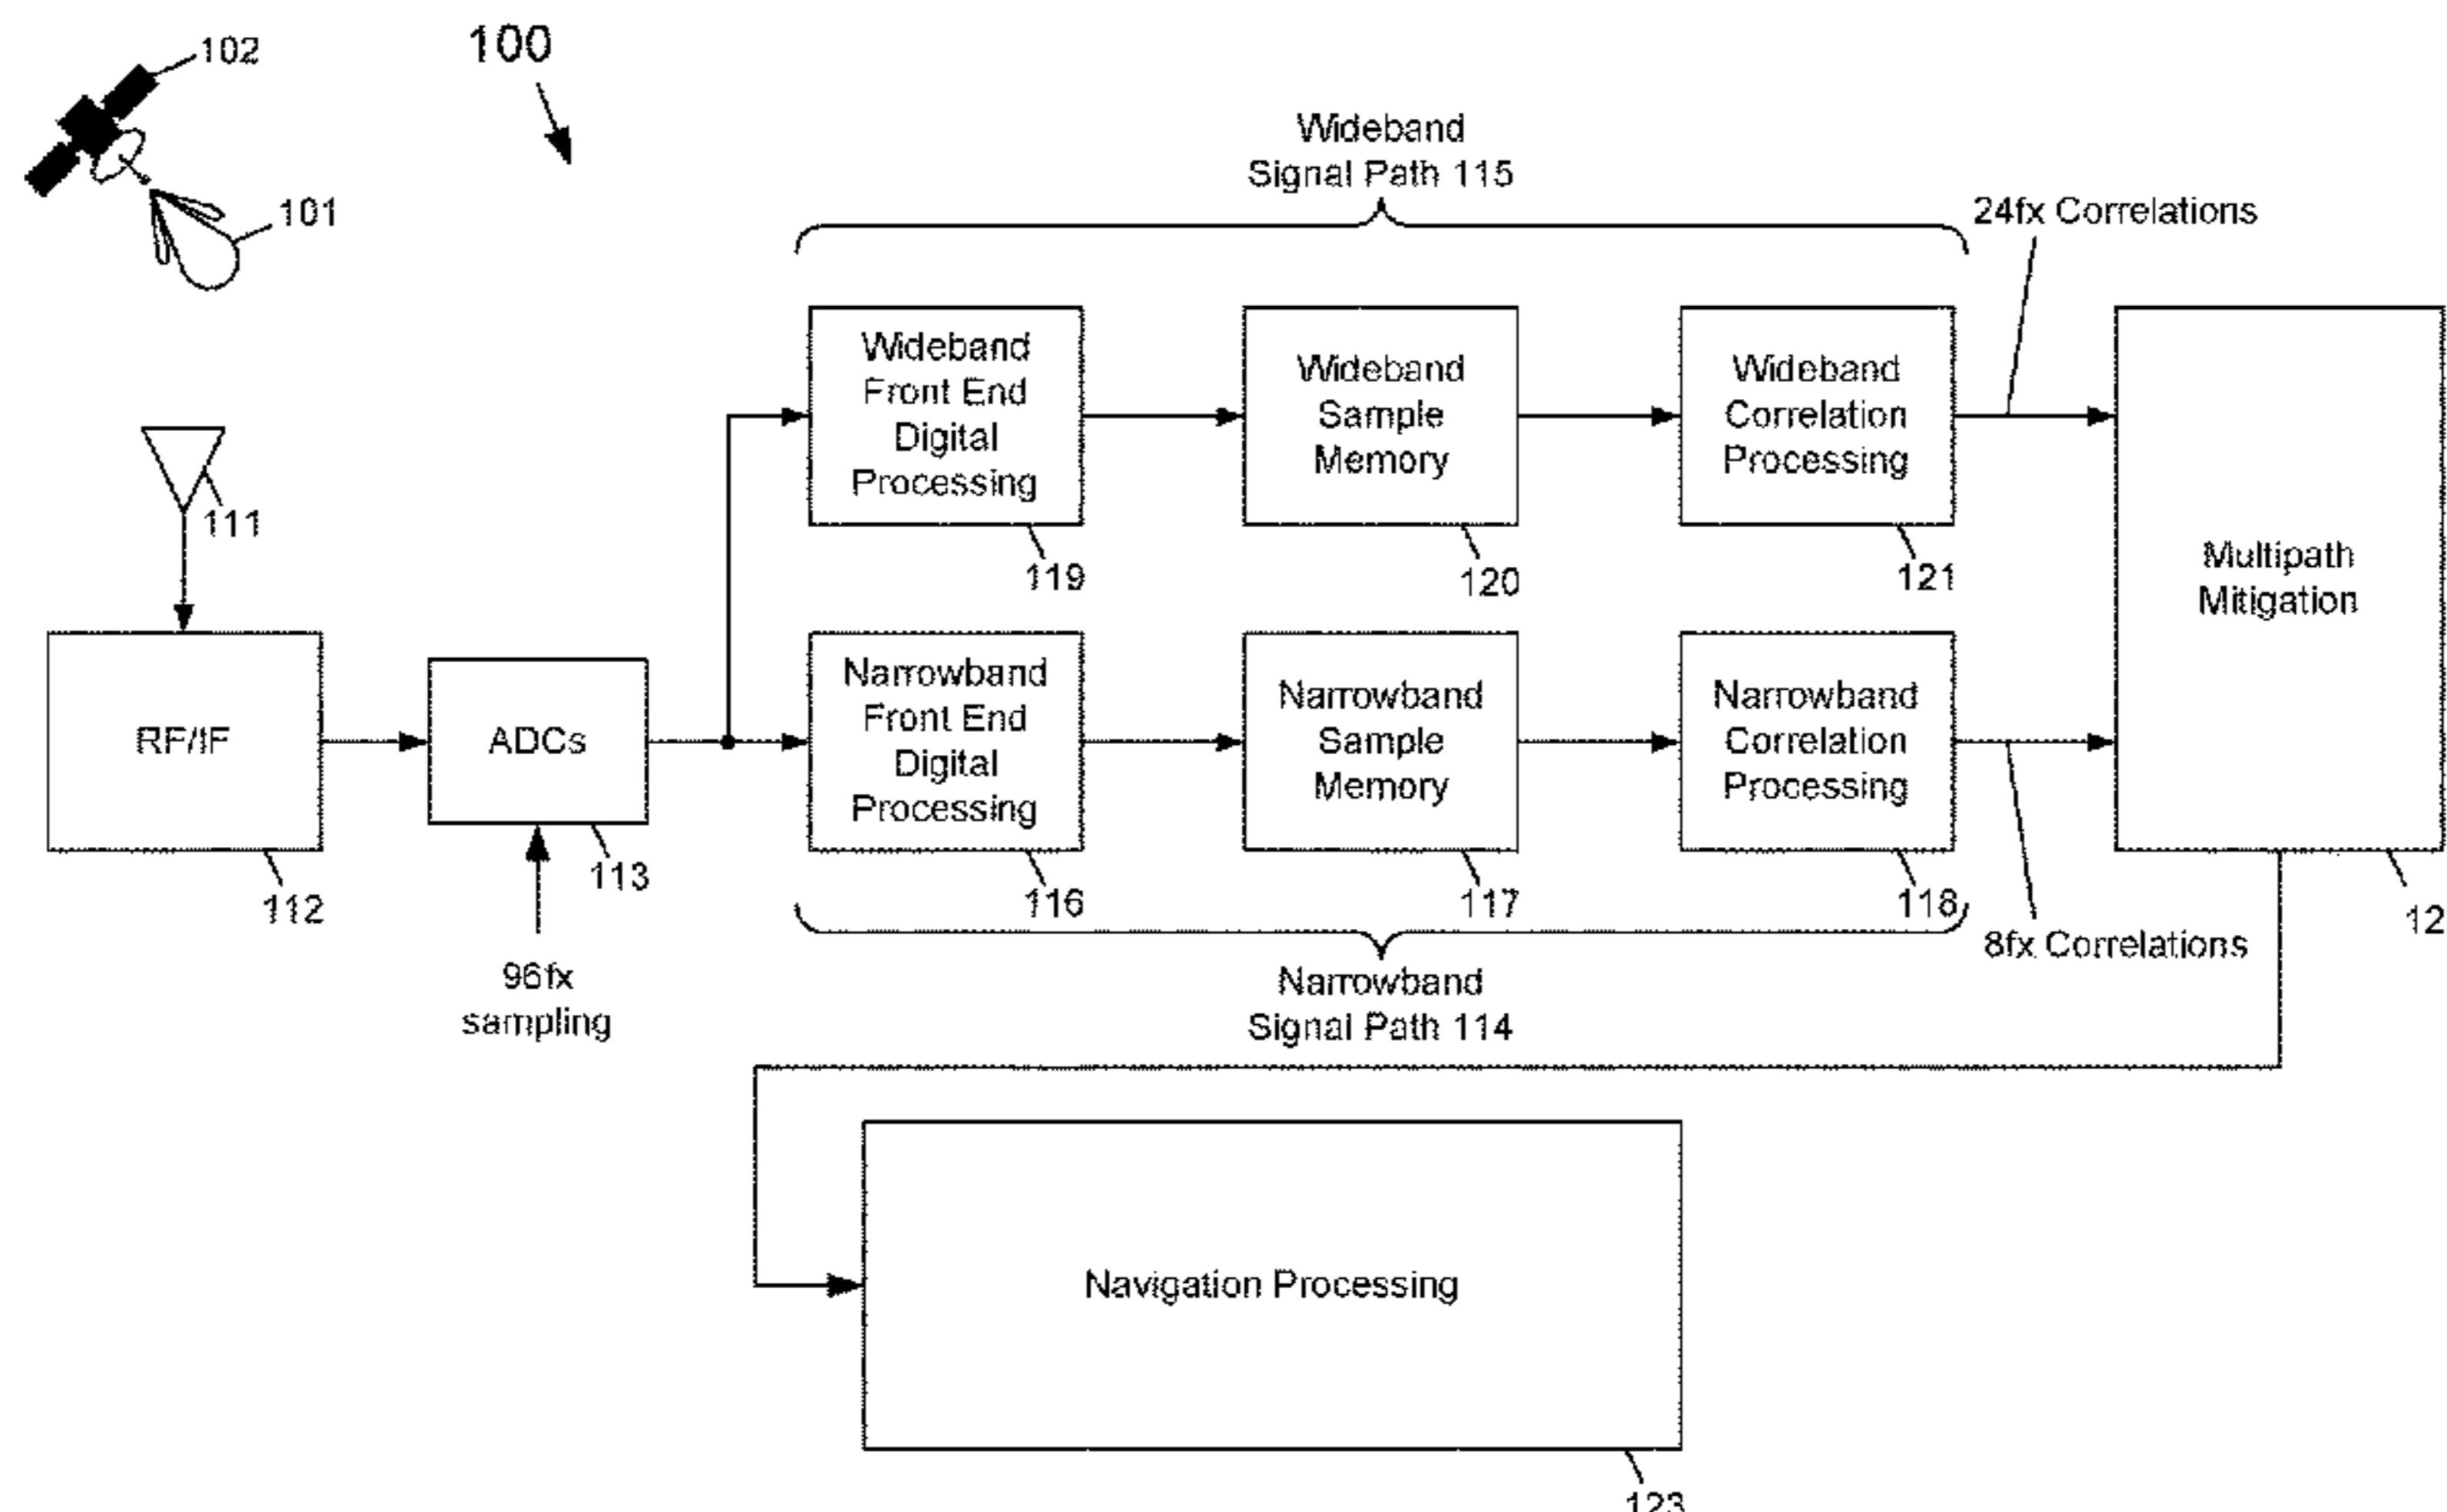 102
100
101
Wideband
Signal Path 115
24fx Correlations
Wideband
Front End
Digital
Processing
Wideband
Sample
Memory
Wideband
Correlation
Processing
Multipath
Mitigation
111
119
120
121
RF/IF
ADCs
Narrowband
Front End
Digital
Processing
Narrowband
Sample
Memory
Narrowband
Correlation
Processing
112
113
116
117
118
12
8fx Correlations
96fx
sampling
Narrowband
Signal Path 114
Navigation Processing
123